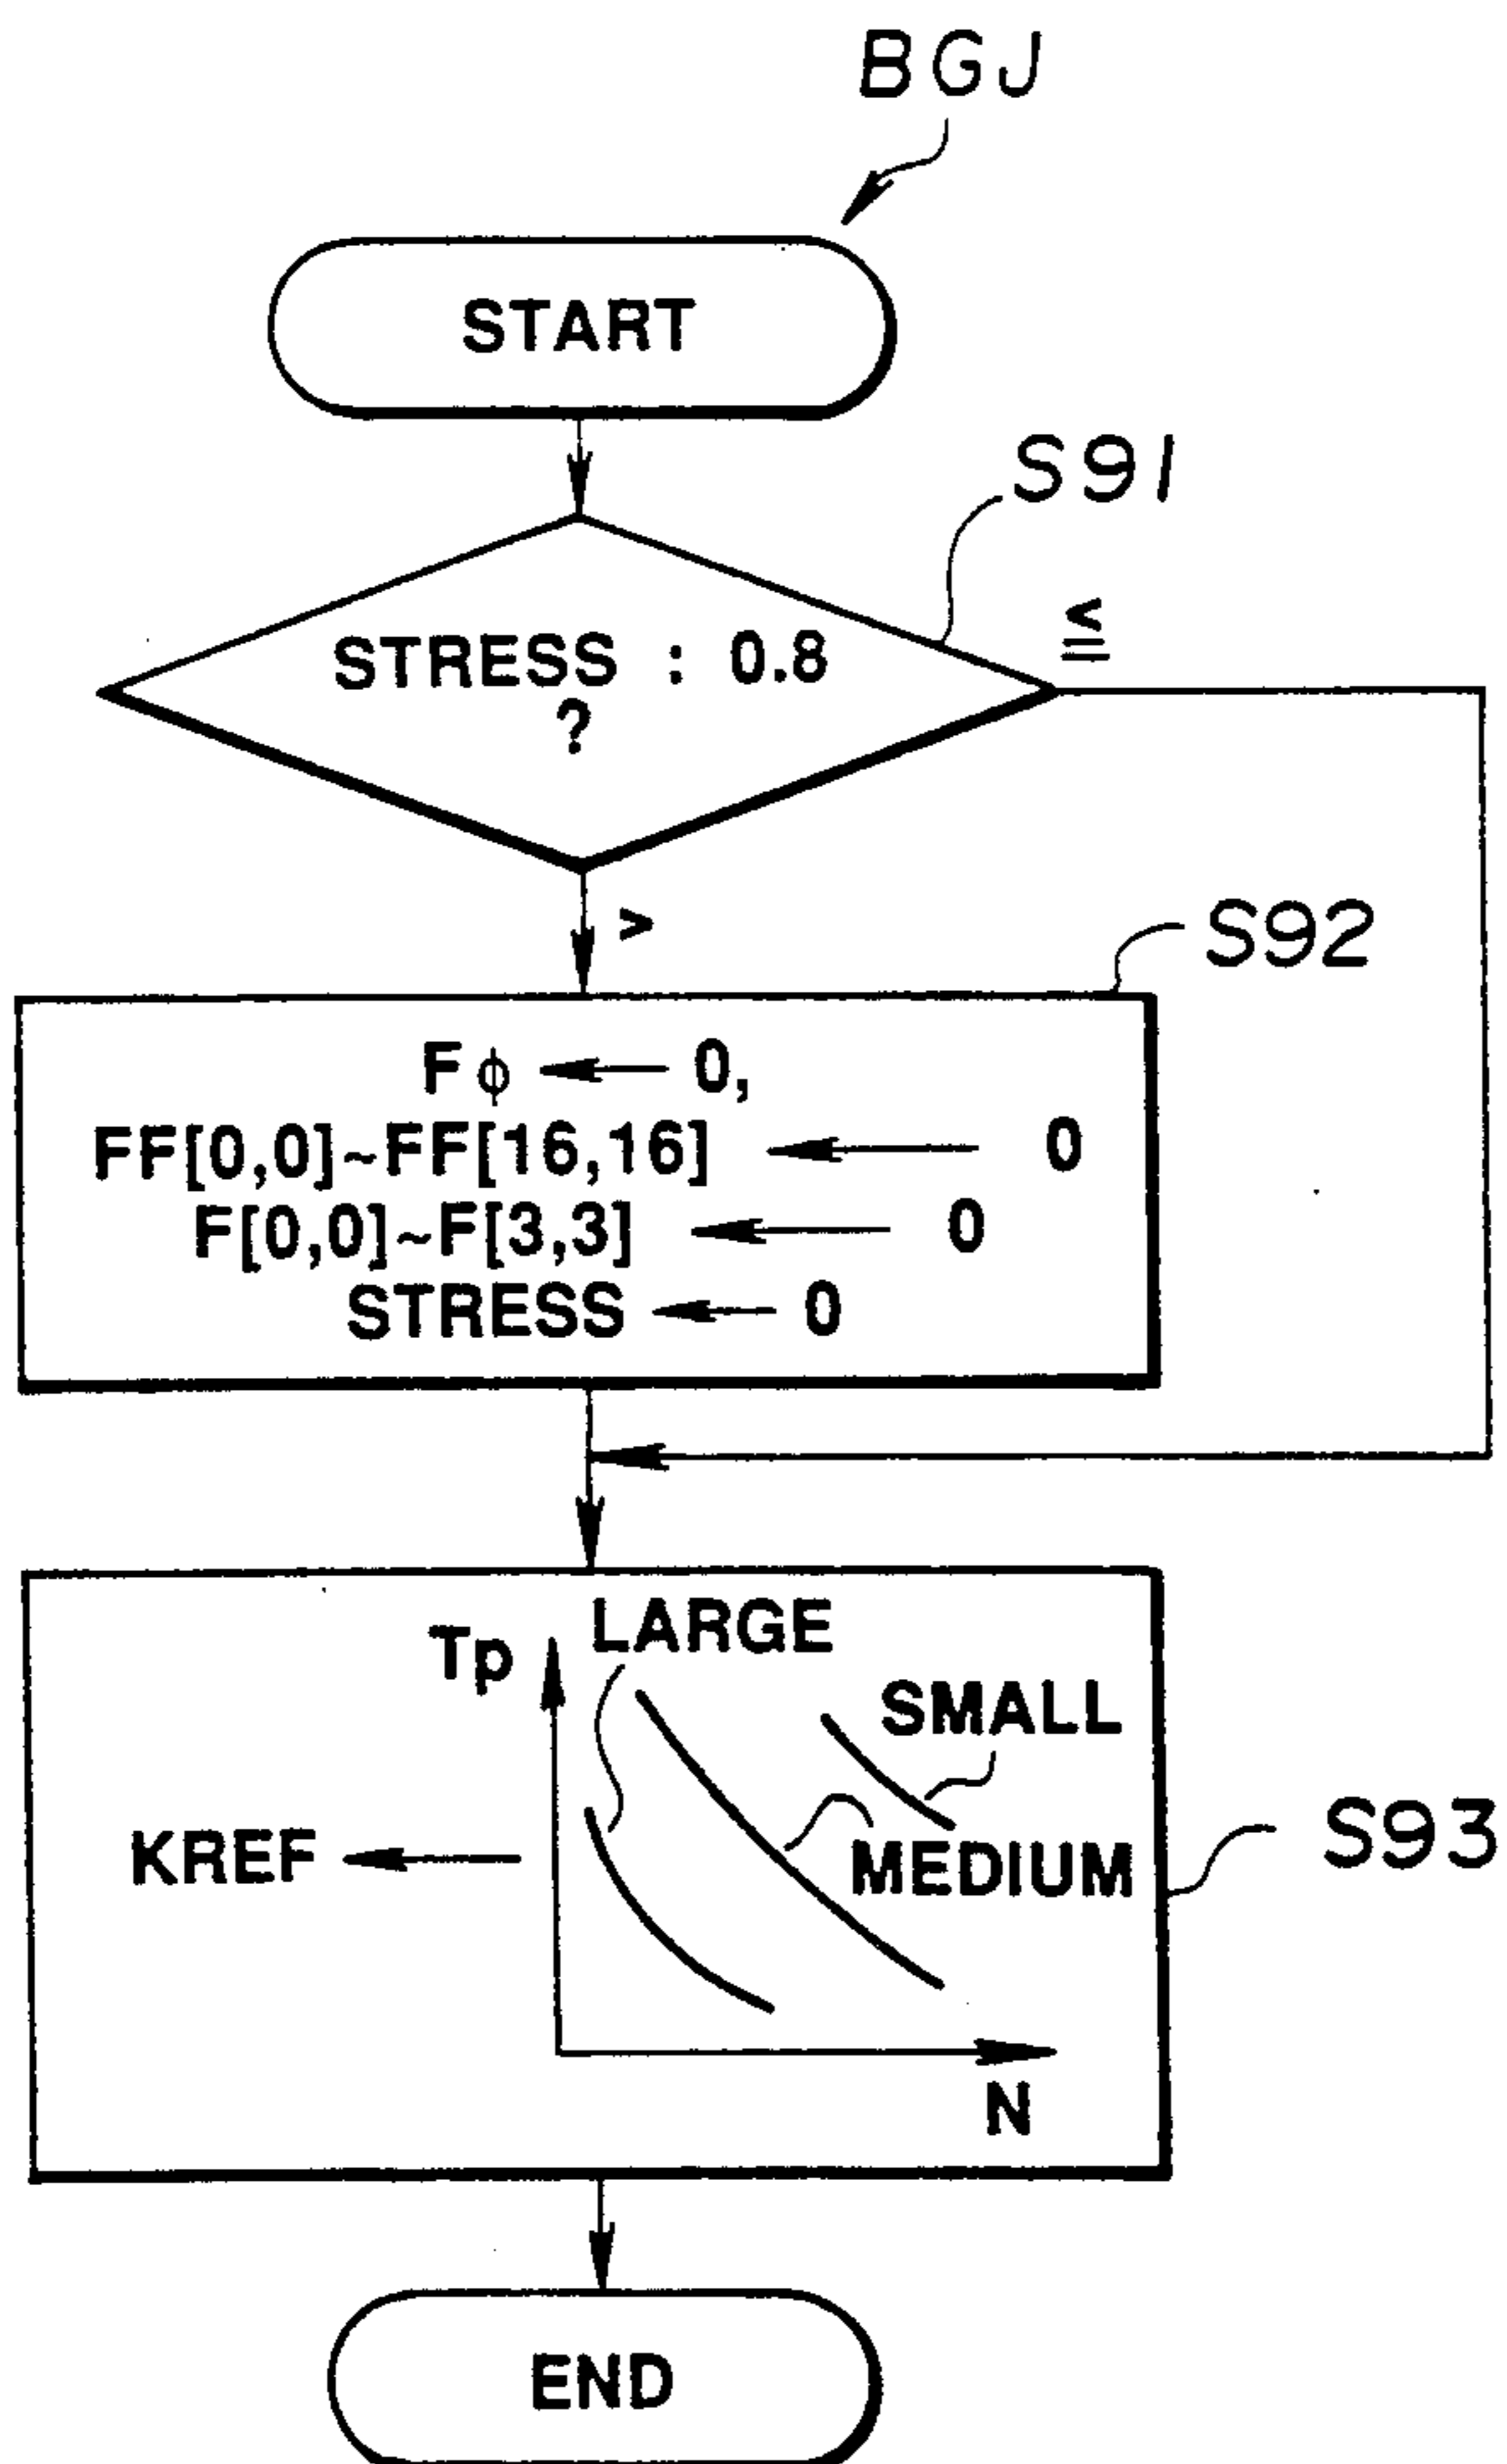 BGJ
START
S91
STRESS : 0.8
?
≦
>
S92
Fϕ ← 0,
FF[0,0]~FF[16,16] ← 0
F[0,0]~F[3,3] ← 0
STRESS ← 0
LARGE
Tp
SMALL
MEDIUM
KREF ←
S93
N
END